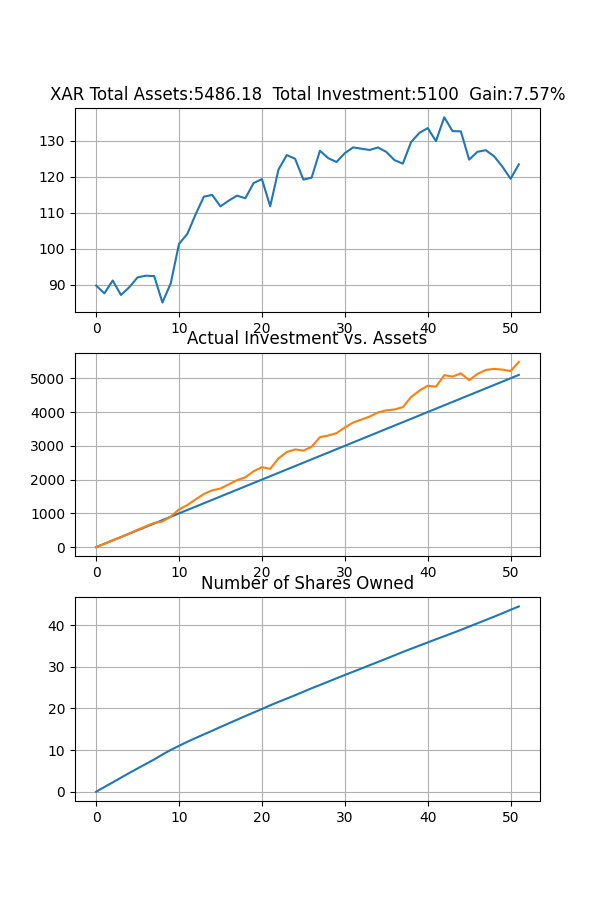 XAR Total Assets:5486.18  Total Investment:5100  Gain:7.57%
130
120
110
100
90
0 10 20 30 40 50
Actual Investment vs. Assets
5000
4000
3000
2000
1000
0
0 10 20 30 40 50
Number of Shares Owned
40
30
20
10
0
0 10 20 30 40 50